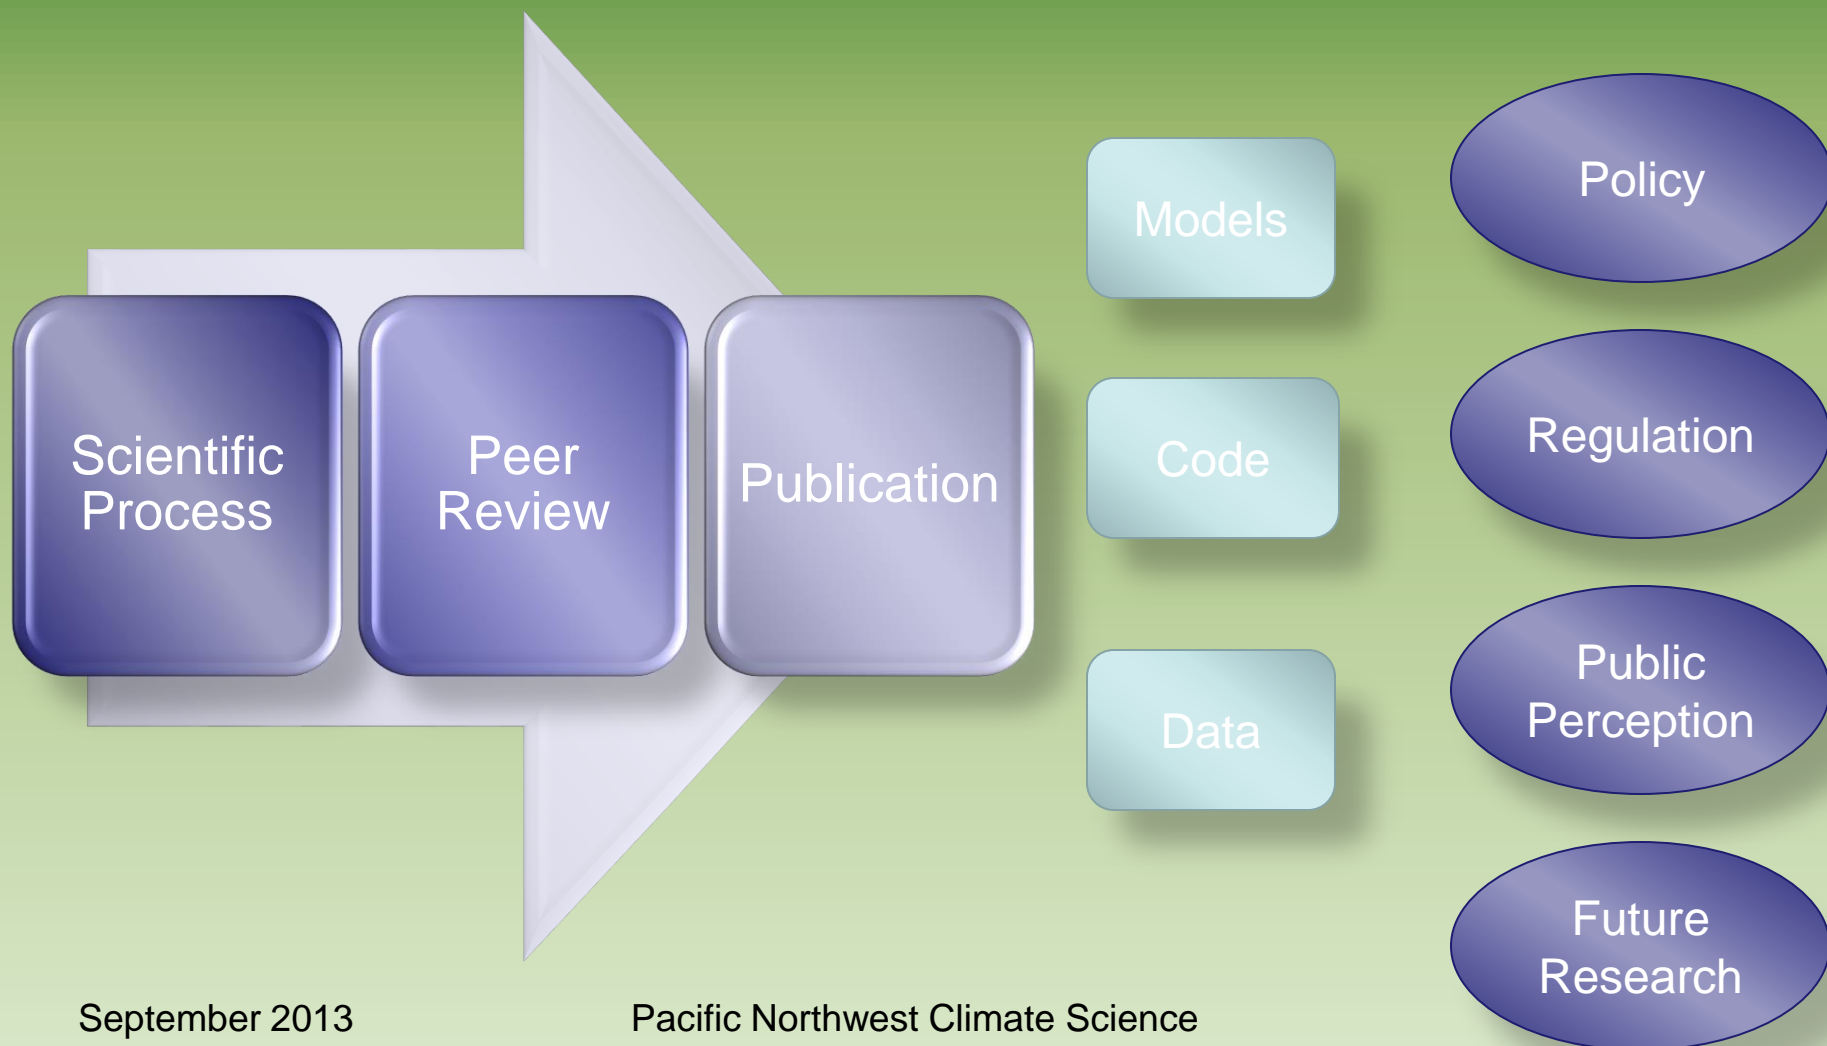 Scientific
Process
Peer
Review
Publication
Models
Code
Data
Policy
Regulation
Public
Perception
Future
Research
September 2013
Pacific Northwest Climate Science